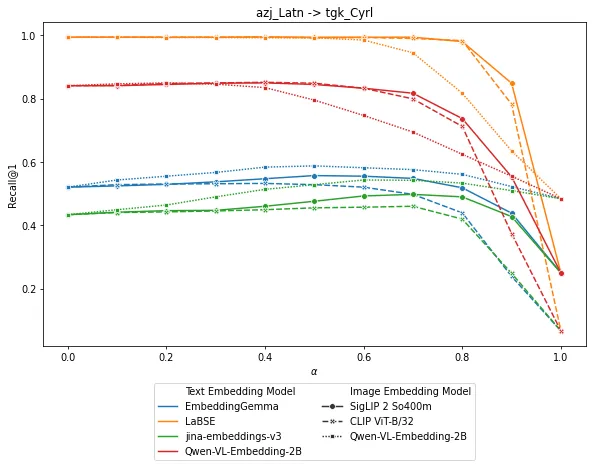 azj_Latn -> tgk_Cyrl
Recall@1
1.0
0.8
0.6
0.4
0.2
0.0 0.2 0.4 0.6 0.8 1.0
α
Text Embedding Model Image Embedding Model
EmbeddingGemma SigLIP 2 So400m
LaBSE CLIP ViT-B/32
jina-embeddings-v3 Qwen-VL-Embedding-2B
Qwen-VL-Embedding-2B